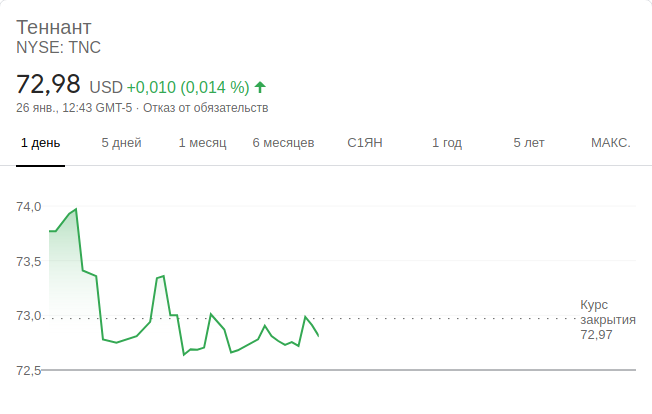 Теннант
NYSE: TNC
72,98 USD +0,010 (0,014 %)
26 янв., 12:43 GMT-5 · Отказ от обязательств
1 день 5 дней 1 месяц 6 месяцев С1ЯН 1 год 5 лет МАКС.
74,0
73,5
73,0
Курс
закрытия
72,97
72,5